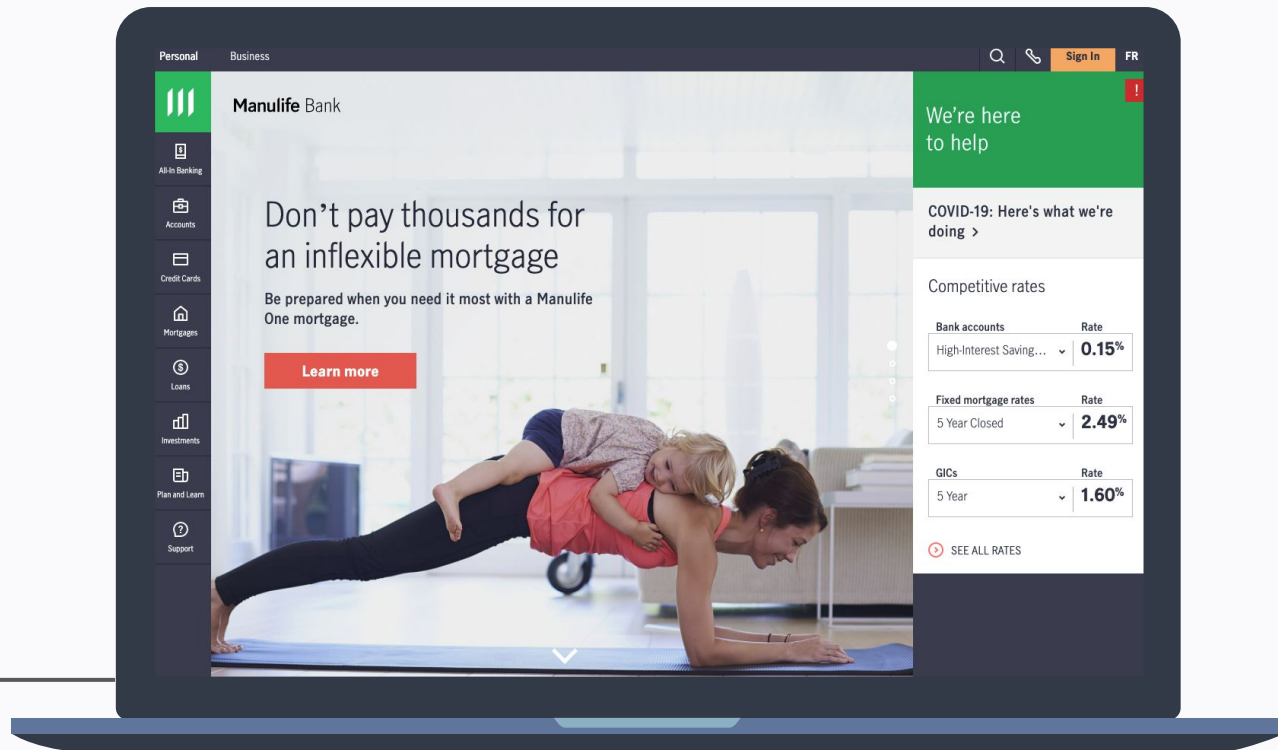 Personal
Business
Sign In
FR
Manulife Bank
All-In Banking
Accounts
Credit Cards
Mortgages
Loans
Investments
Plan and Learn
Support
Don't pay thousands for
an inflexible mortgage
Be prepared when you need it most with a Manulife
One mortgage.
Learn more
!
We're here
to help
COVID-19: Here's what we're
doing >
Competitive rates
Bank accounts Rate
High-Interest Saving... 0.15%
Fixed mortgage rates Rate
5 Year Closed 2.49%
GICs Rate
5 Year 1.60%
SEE ALL RATES